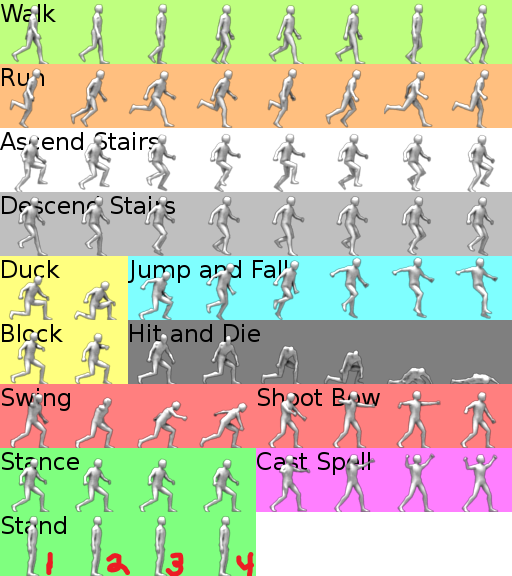 Walk
Run
Ascend Stairs
Descend Stairs
Duck Jump and Fall
Block Hit and Die
Swing Shoot Bow
Stance Cast Spell
Stand
1 2 3 4